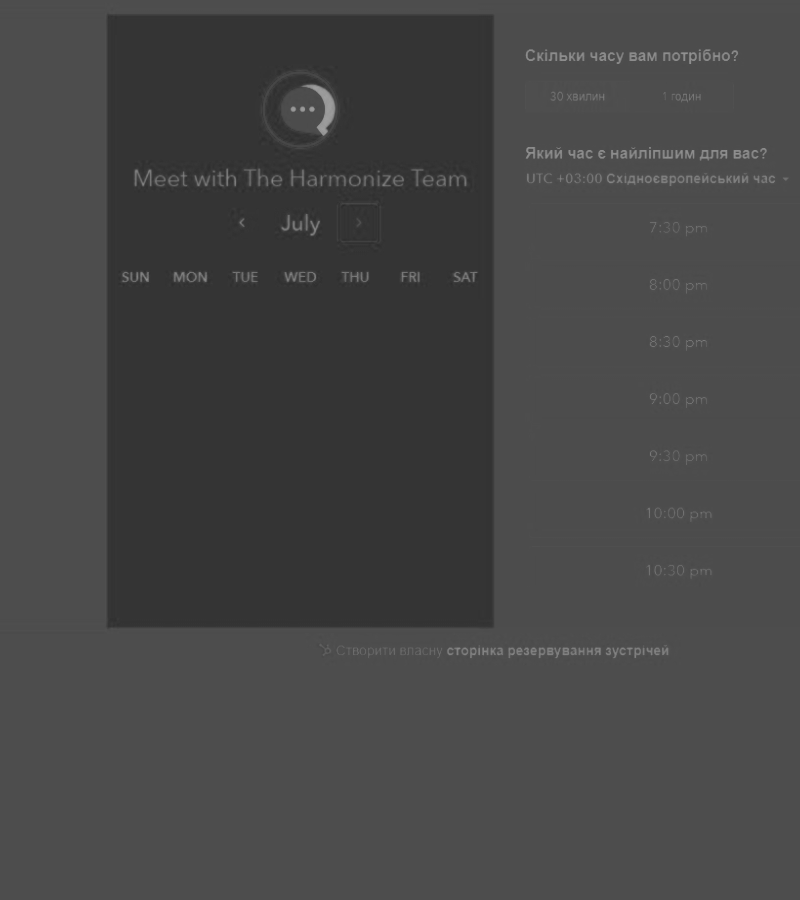 Meet with The Harmonize Team
July
SUN MON TUE WED THU FRI SAT
Скільки часу вам потрібно?
30 хвилин 1 годин
Який час є найліпшим для вас?
UTC +03:00 Східноєвропейський час
7:30 pm
8:00 pm
8:30 pm
9:00 pm
9:30 pm
10:00 pm
10:30 pm
Створити власну сторінка резервування зустрічей